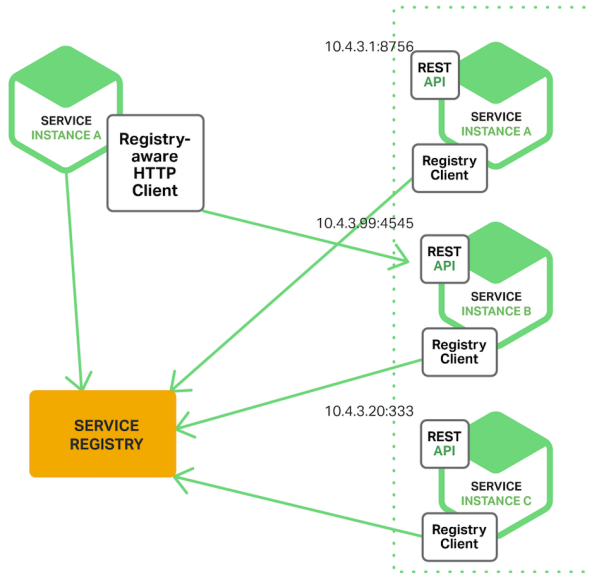 10.4.3.1:8756
REST
API
SERVICE
INSTANCE A
Registry
Client
SERVICE
INSTANCE A
Registry-
aware
HTTP
Client
10.4.3.99:4545
REST
API
SERVICE
INSTANCE B
Registry
Client
SERVICE
REGISTRY
10.4.3.20:333
REST
API
SERVICE
INSTANCE C
Registry
Client